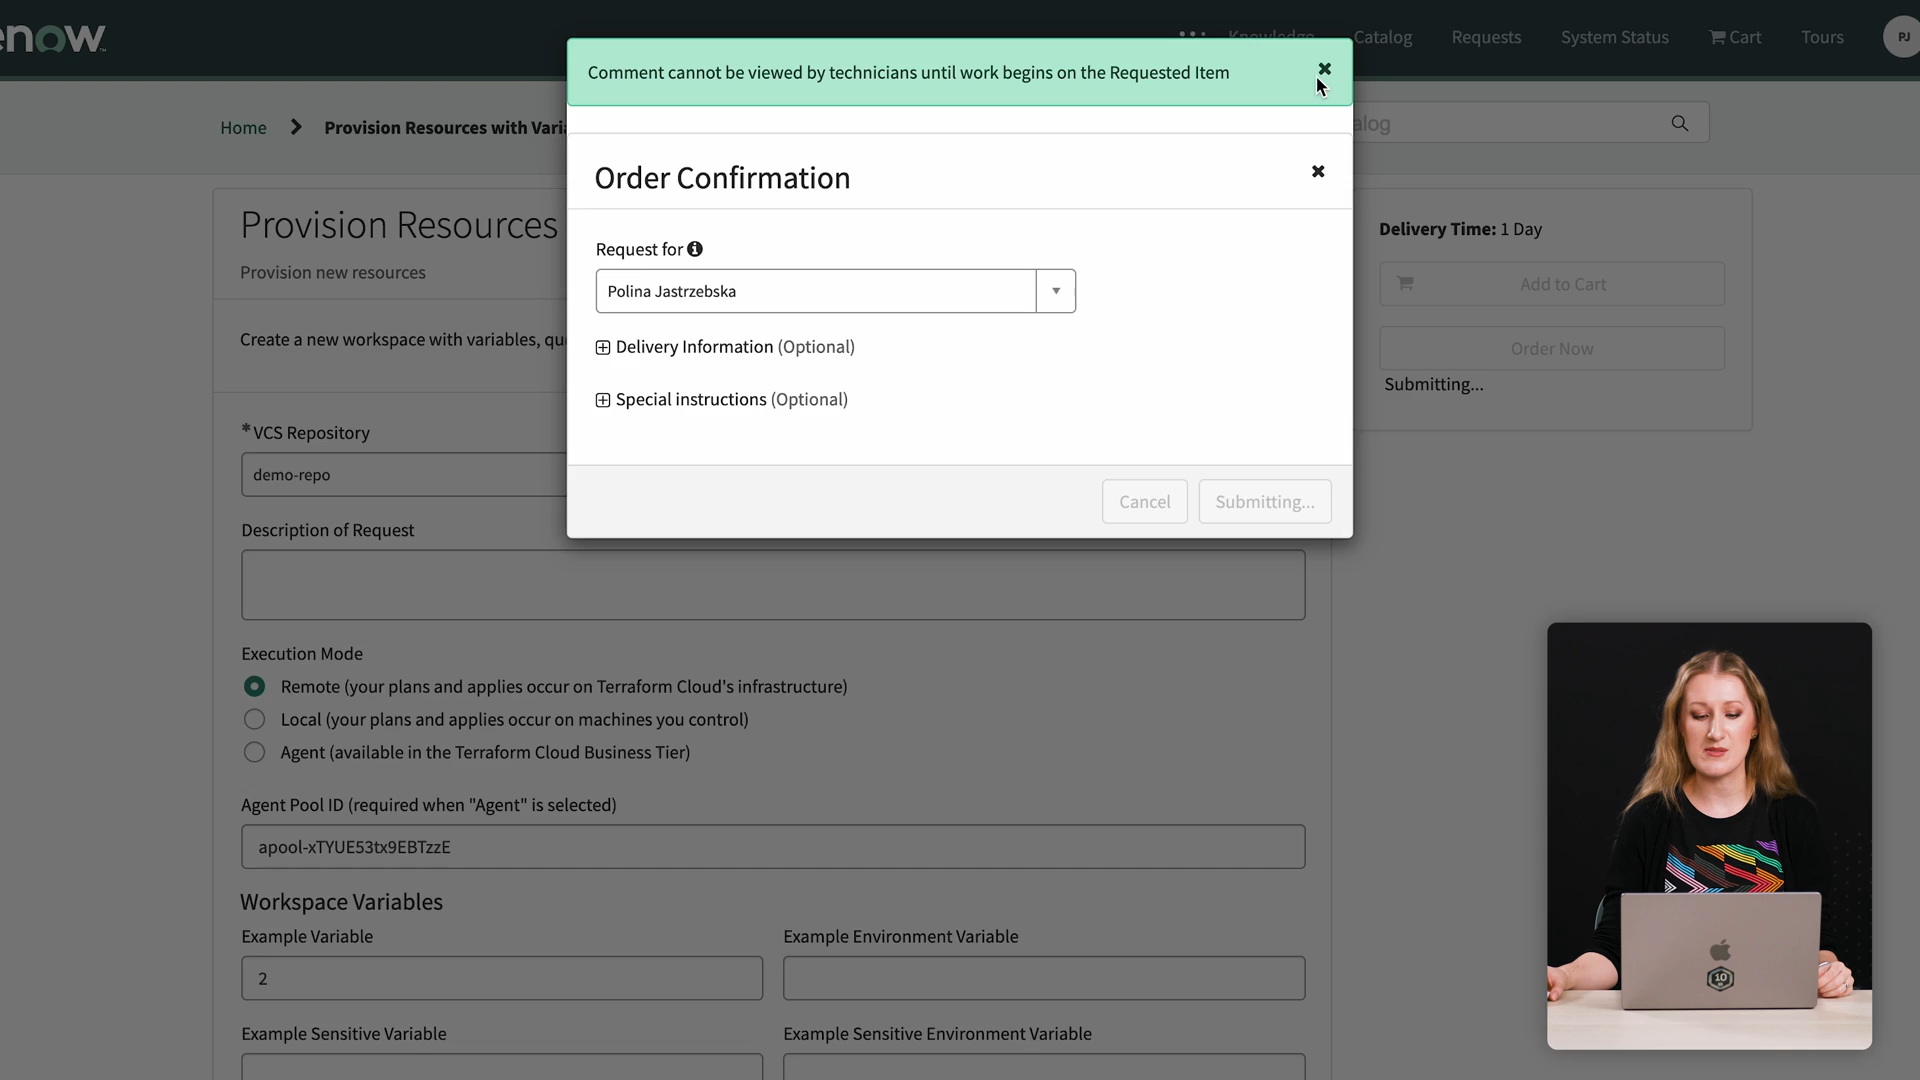 enow
Knowledge
Catalog
Requests
System Status
Cart
Tours
PJ
Comment cannot be viewed by technicians until work begins on the Requested Item
Home
Provision Resources with Varia
alog
Order Confirmation
Provision Resources
Provision new resources
Delivery Time: 1 Day
Request for
Polina Jastrzebska
Add to Cart
Create a new workspace with variables, qu
Delivery Information (Optional)
Order Now
Submitting...
Special instructions (Optional)
* VCS Repository
demo-repo
Cancel
Submitting...
Description of Request
Execution Mode
Remote (your plans and applies occur on Terraform Cloud's infrastructure)
Local (your plans and applies occur on machines you control)
Agent (available in the Terraform Cloud Business Tier)
Agent Pool ID (required when "Agent" is selected)
apool-xTYUE53tx9EBTzzE
Workspace Variables
Example Variable
Example Environment Variable
2
Example Sensitive Variable
Example Sensitive Environment Variable
10